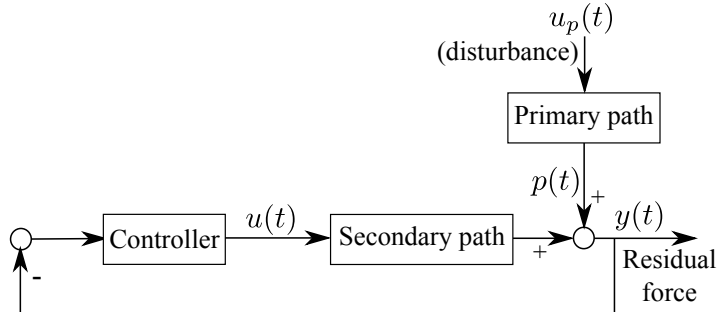 u_p(t)
(disturbance)
Primary path
p(t)
+
Controller
u(t)
Secondary path
+
y(t)
-
Residual
force